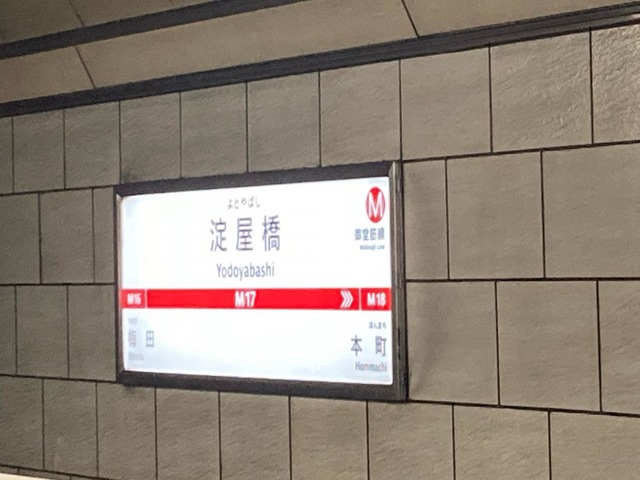 よどやばし
淀屋橋
Yodoyabashi
M
御堂筋線
Midosuji Line
M16
M17
M18
梅田
Umeda
ほんまち
本町
Hommachi